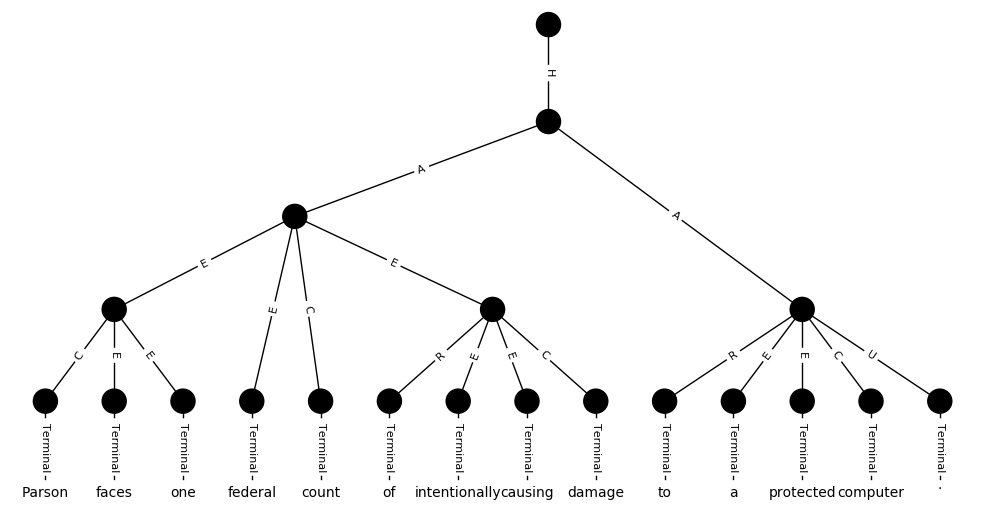 H
A
A
E
E
C
E
C
E
E
R
E
E
C
R
E
E
C
U
Terminal Terminal Terminal Terminal Terminal Terminal Terminal Terminal Terminal Terminal Terminal Terminal Terminal Terminal
Parson faces one federal count of intentionally causing damage to a protected computer .